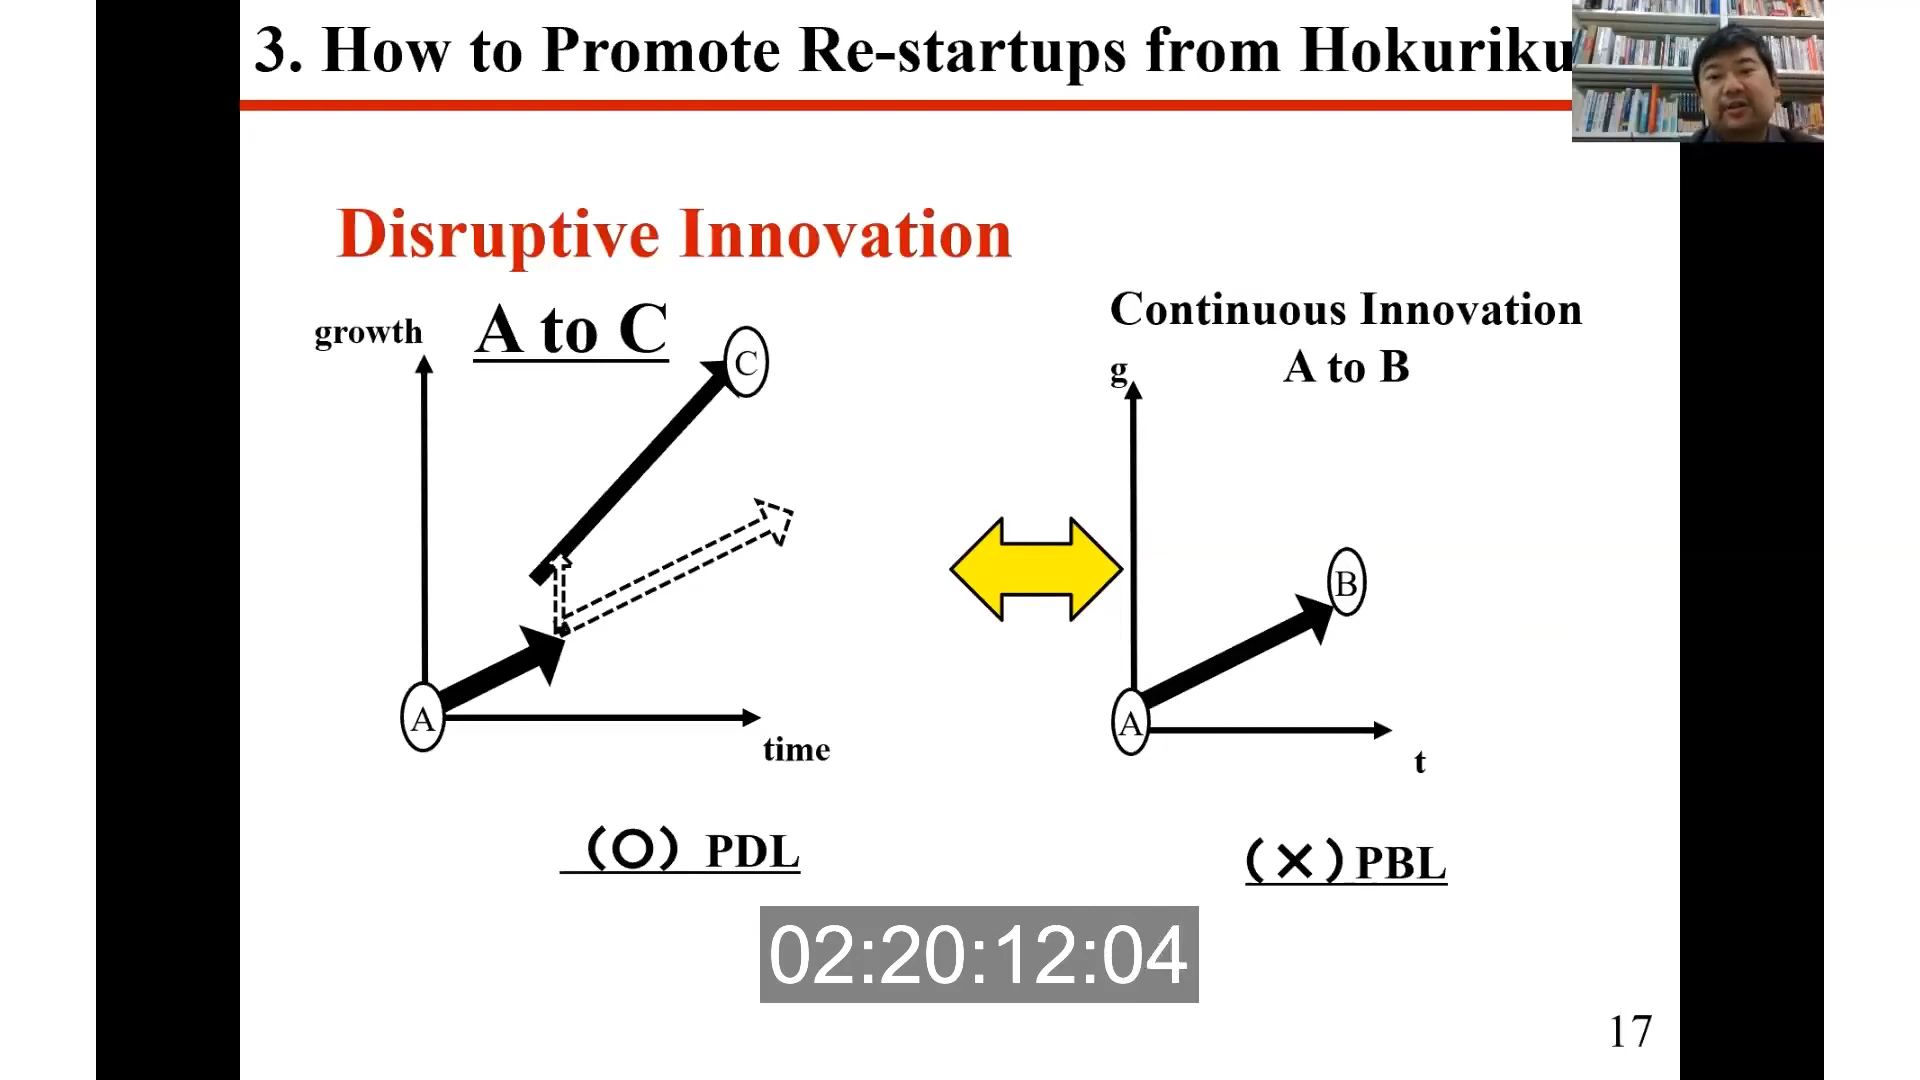 3. How to Promote Re-startups from Hokuriku
Disruptive Innovation
growth
A to C
C
A
time
（〇）PDL
Continuous Innovation
A to B
g
B
A
t
(×)PBL
02:20:12:04
17